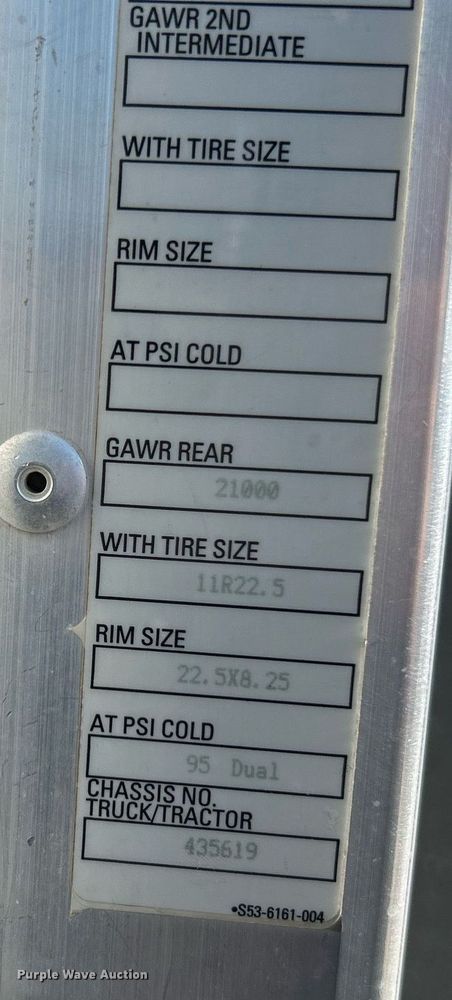 GAWR 2ND
INTERMEDIATE
WITH TIRE SIZE
RIM SIZE
AT PSI COLD
GAWR REAR
21000
WITH TIRE SIZE
11R22.5
RIM SIZE
22.5X8.25
AT PSI COLD
95 Dual
CHASSIS NO.
TRUCK/TRACTOR
435619
•S53-6161-004
Purple Wave Auction